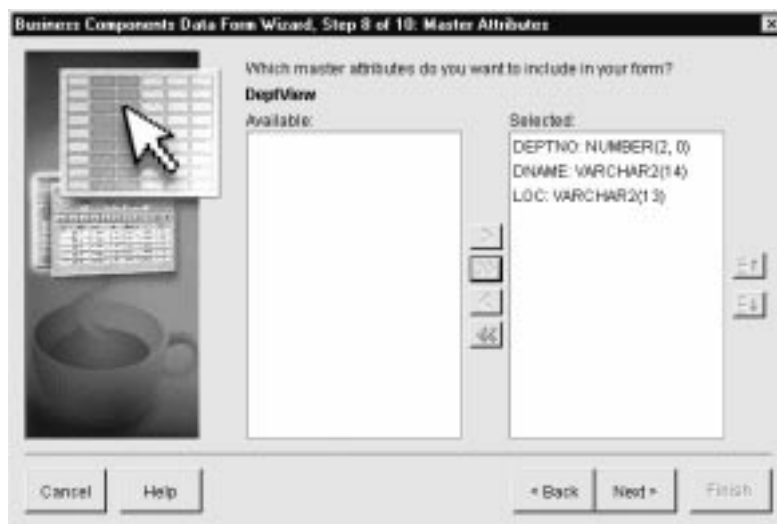 Business Components Data Form Wizard, Step 8 of 10: Master Attributes
Which master attributes do you want to include in your form?
DeptView
Available:
Selected:
DEPTNO: NUMBER(2, 0)
DNAME: VARCHAR2(14)
LOC: VARCHAR2(13)
Cancel
Help
< Back
Next >
Finish